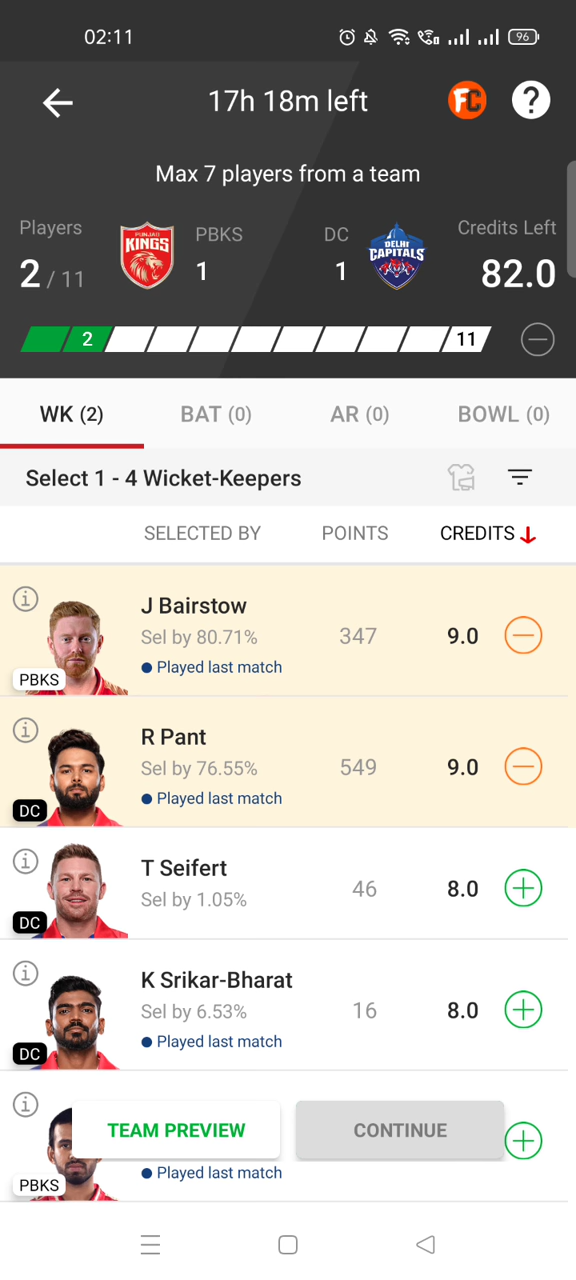 02:11
96
17h 18m left
FC
?
Max 7 players from a team
Players
PBKS
DC
Credits Left
2 / 11
PUNJAB KINGS
1
1
DELHI CAPITALS
82.0
2
11
WK (2)
BAT (0)
AR (0)
BOWL (0)
Select 1 - 4 Wicket-Keepers
SELECTED BY
POINTS
CREDITS
J Bairstow
Sel by 80.71%
347
9.0
Played last match
PBKS
R Pant
Sel by 76.55%
549
9.0
Played last match
DC
T Seifert
Sel by 1.05%
46
8.0
DC
K Srikar-Bharat
Sel by 6.53%
16
8.0
Played last match
DC
TEAM PREVIEW
CONTINUE
Played last match
PBKS